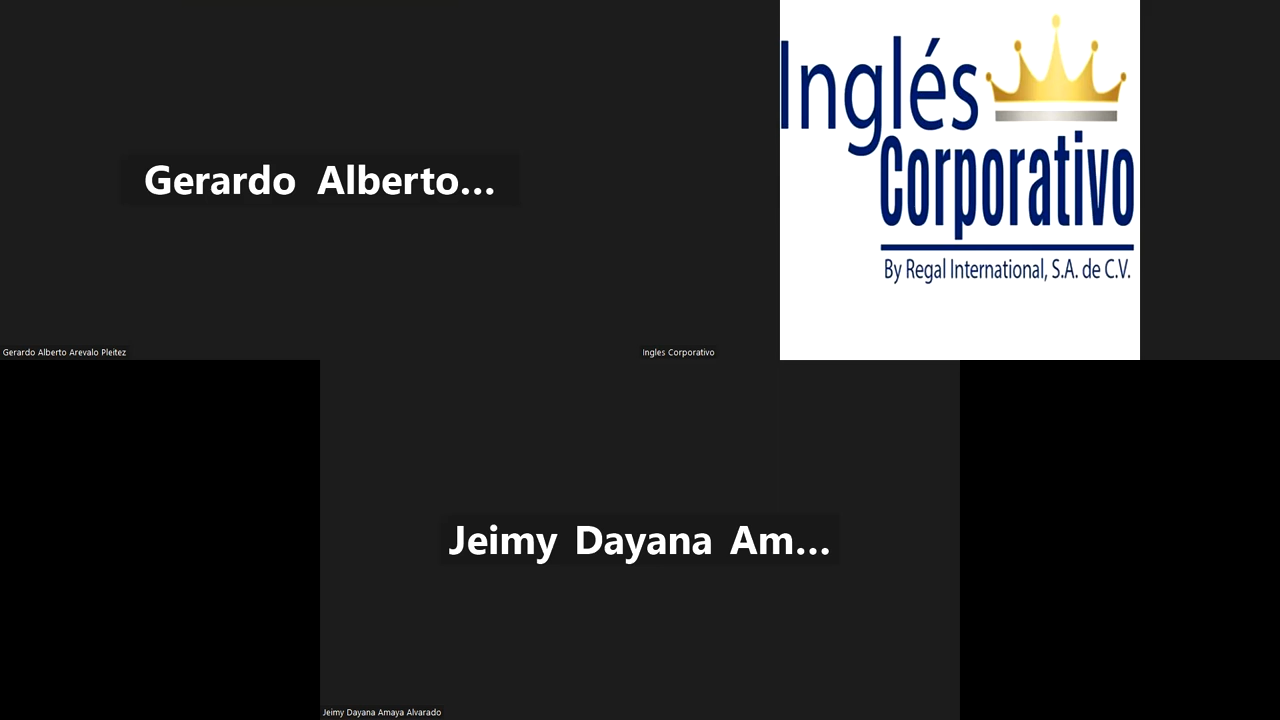 Gerardo Alberto...
Gerardo Alberto Arevalo Pleitez
Inglés
Corporativo
By Regal International, S.A. de C.V.
Ingles Corporativo
Jeimy Dayana Am...
Jeimy Dayana Amaya Alvarado